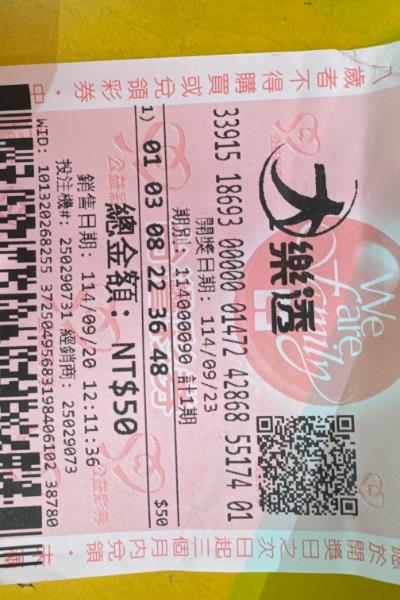 八歲者不得購買或兌領彩券．中
大樂透
We are family
33915 18693 00000 01472 42868 55174 01
開獎日期: 114/09/23
期別: 114000090 計1期
1) 01 03 08 22 36 48 $50
總金額: NT$50
銷售日期: 114/09/20 12:11:36
投注機#: 250290731 經銷商: 25029073
WID: 101320268255 37250495683198406102 38780
應於開獎日之次日起三個月內兌領．未